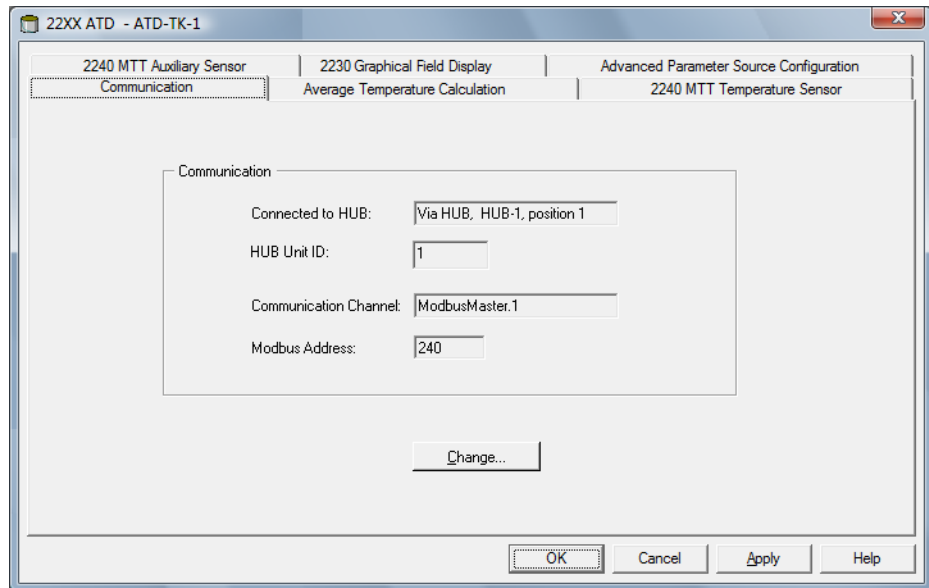 22XX ATD - ATD-TK-1
2240 MTT Auxiliary Sensor
2230 Graphical Field Display
Advanced Parameter Source Configuration
Communication
Average Temperature Calculation
2240 MTT Temperature Sensor
Communication
Connected to HUB: Via HUB, HUB-1, position 1
HUB Unit ID: 1
Communication Channel: ModbusMaster.1
Modbus Address: 240
Change...
OK Cancel Apply Help